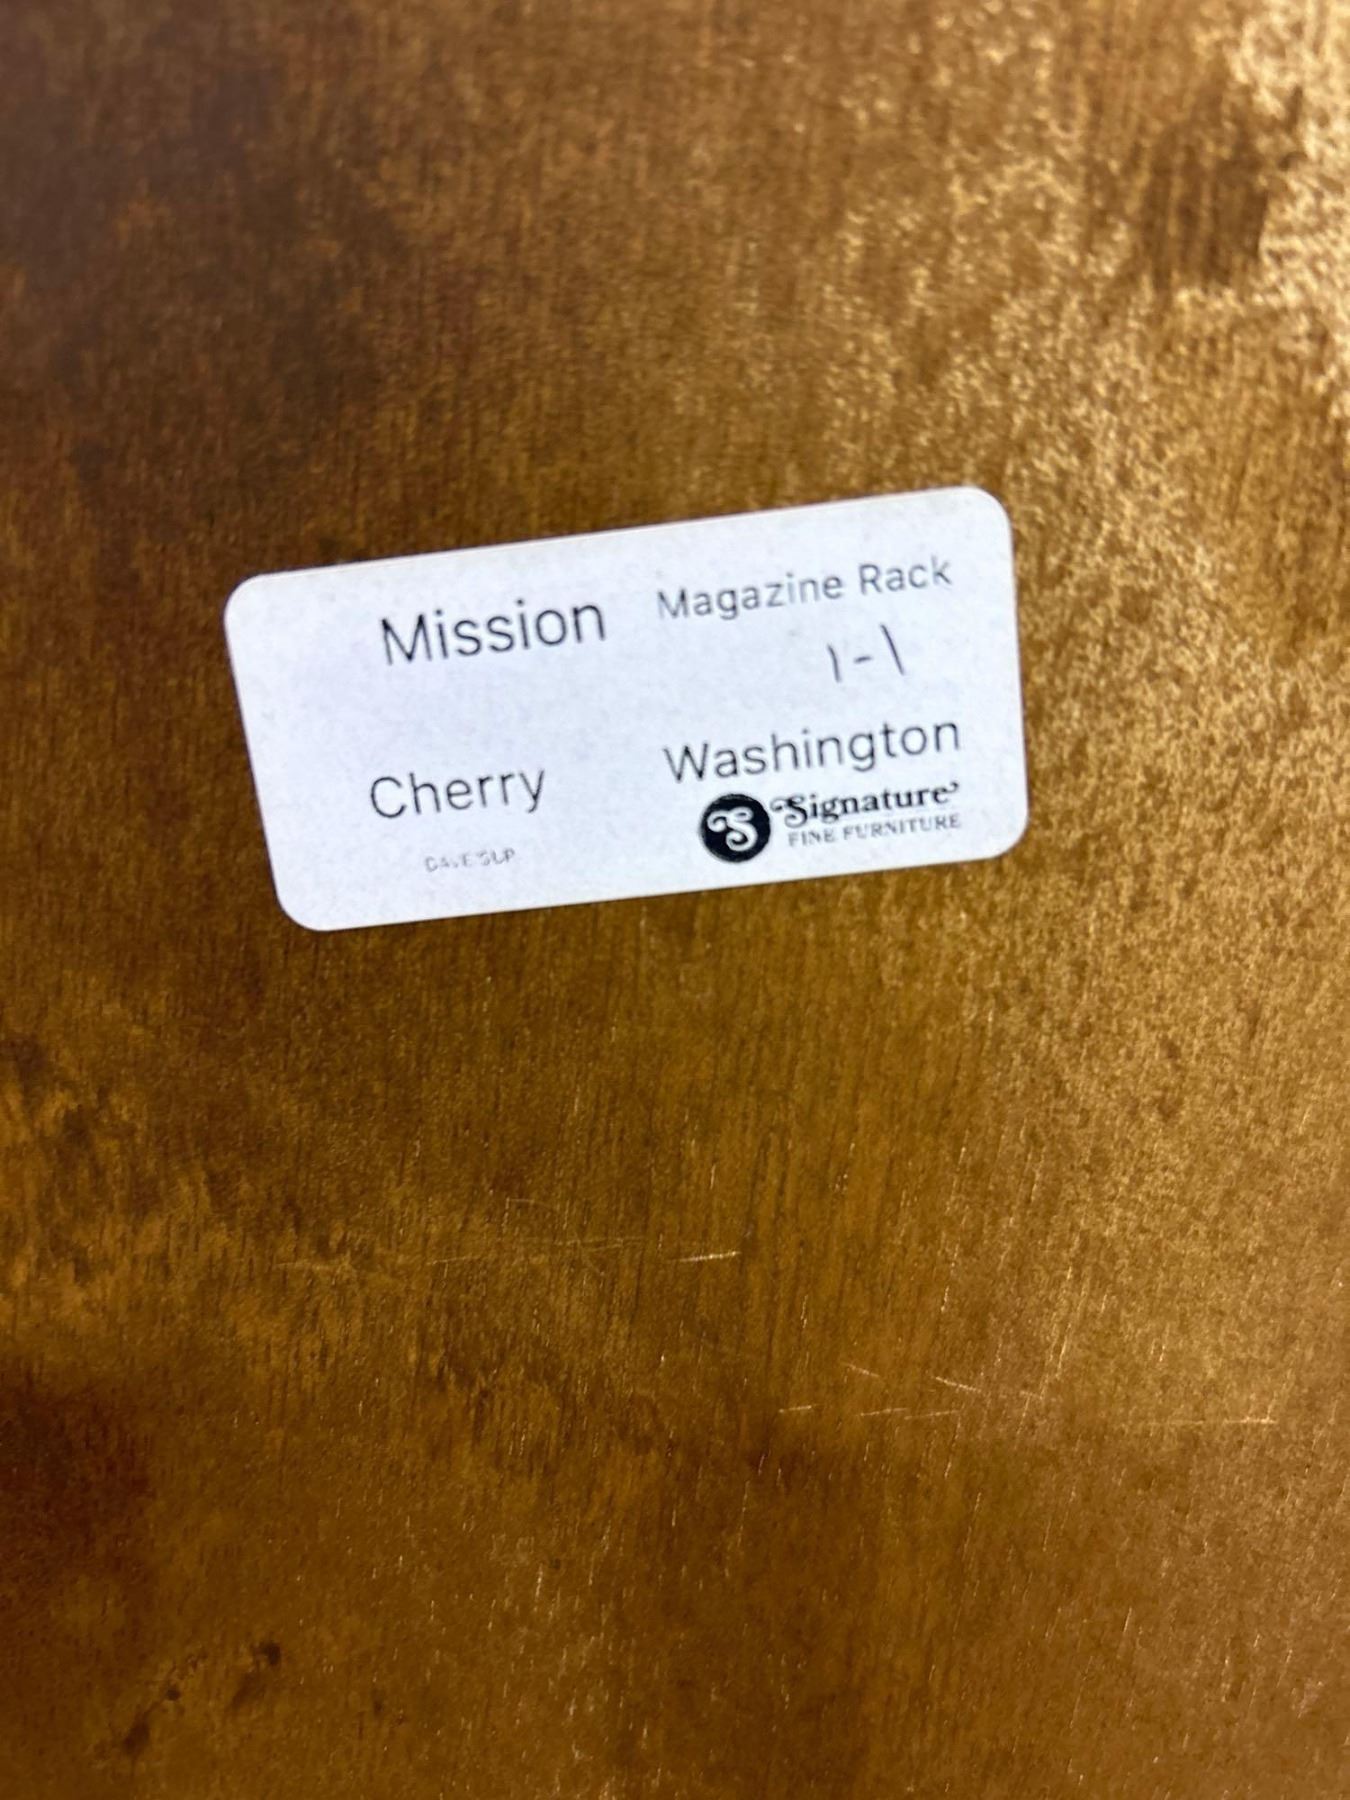 Mission Magazine Rack
1-1
Cherry Washington
S Signature
FINE FURNITURE